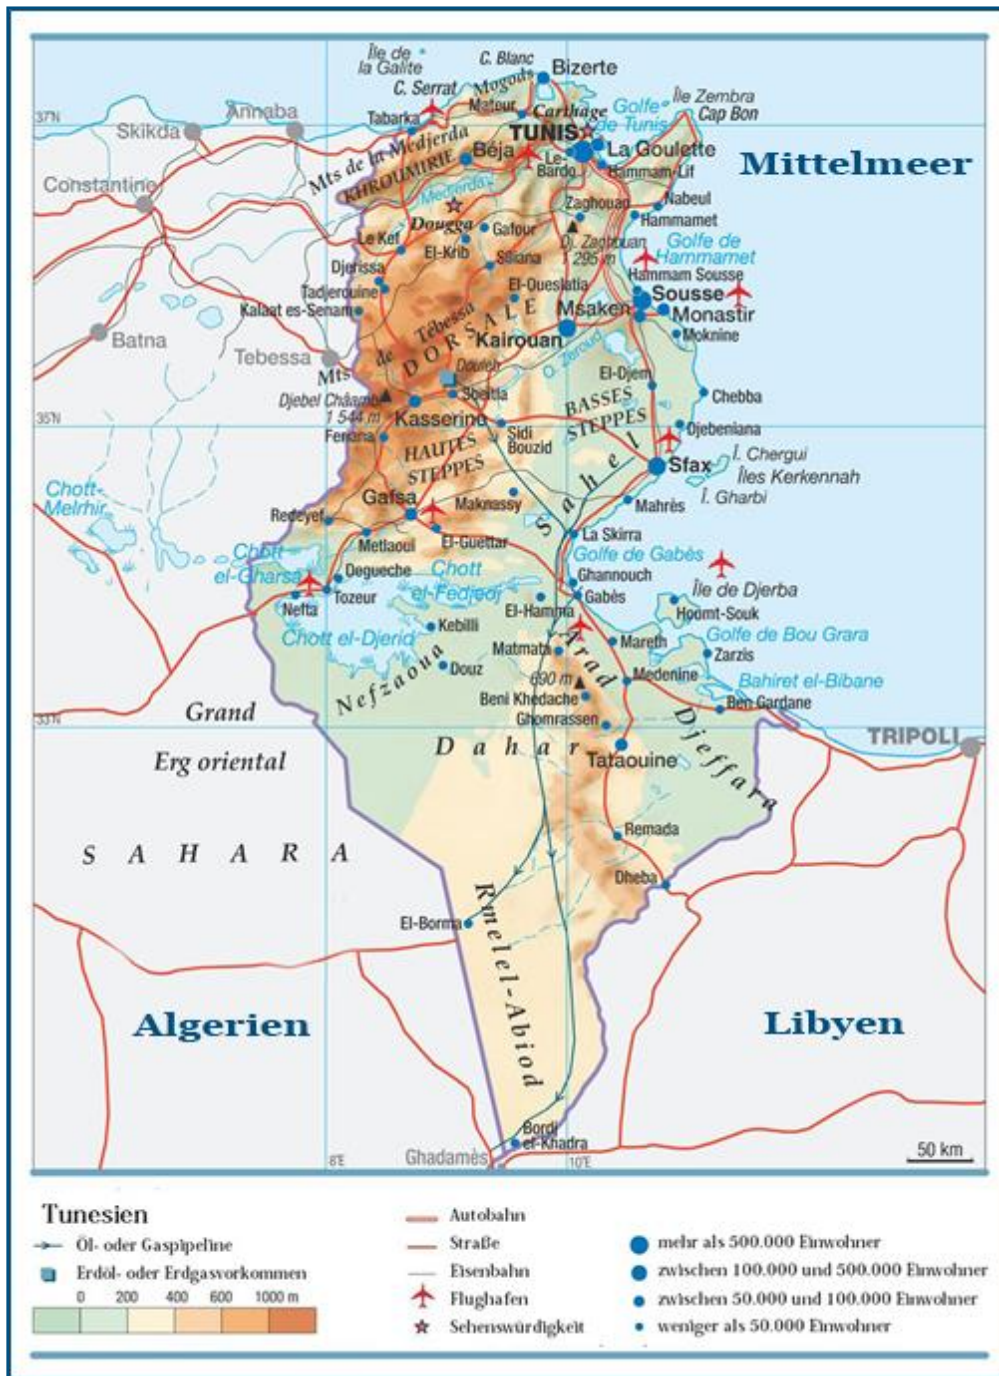 Île de
la Galite
C. Blanc
Bizerte
C. Serrat
Mogods
Mateur
Carthage
Golfe
de Tunis
Île Zembra
Cap Bon
37°N
Annaba
Skikda
Tabarka
TUNIS
La Goulette
Mts de la Medjerda
KHROUMIRIE
Béja
Le-
Bardo
Hammam-Lif
Mittelmeer
Constantine
Medjerda
Zaghouan
Nabeul
Hammamet
Dougga
Gafour
Le Kef
El-Krib
Dj. Zaghouan
1 295 m
Golfe de
Hammamet
Djerissa
Siliana
Hammam Sousse
Tadjerouine
El-Oueslatia
Sousse
Kalaat es-Senam
Msaken
Monastir
Batna
Tebessa
Mts de Tébessa
DORSALE
Kairouan
Moknine
O. Zeroud
Douleb
El-Djem
Djebel Châambi
1 544 m
Sbeitla
Chebba
Kasserine
BASSES
STEPPES
35°N
Feriana
Sidi
Bouzid
Djebeniana
HAUTES
STEPPES
Sahel
Sfax
Î. Chergui
Îles Kerkennah
Î. Gharbi
Chott-
Melrhir
Gafsa
Maknassy
Mahrès
Redeyef
Metlaoui
El-Guettar
La Skirra
Chott
el-Gharsa
Degueche
Chott
el-Fedjedj
Golfe de Gabès
Ghannouch
Île de Djerba
Nefta
Tozeur
El-Hamma
Gabès
Hoomt-Souk
Chott el-Djerid
Kebilli
Arad
Mareth
Golfe de Bou Grara
Matmata
Zarzis
Nefzaoua
Douz
690 m
Medenine
Bahiret el-Bibane
Beni Khedache
Ben Gardane
33°N
Grand
Erg oriental
Ghomrassen
Djeffara
TRIPOLI
Dahar
Tataouine
SAHARA
Remada
Dheba
Rmelel-Abiod
El-Borma
Algerien
Libyen
Bordj
el-Khadra
Ghadamès
8°E
10°E
50 km
Tunesien
Öl- oder Gaspipeline
Erdöl- oder Erdgasvorkommen
0 200 400 600 1000 m
Autobahn
Straße
Eisenbahn
Flughafen
Sehenswürdigkeit
mehr als 500.000 Einwohner
zwischen 100.000 und 500.000 Einwohner
zwischen 50.000 und 100.000 Einwohner
weniger als 50.000 Einwohner